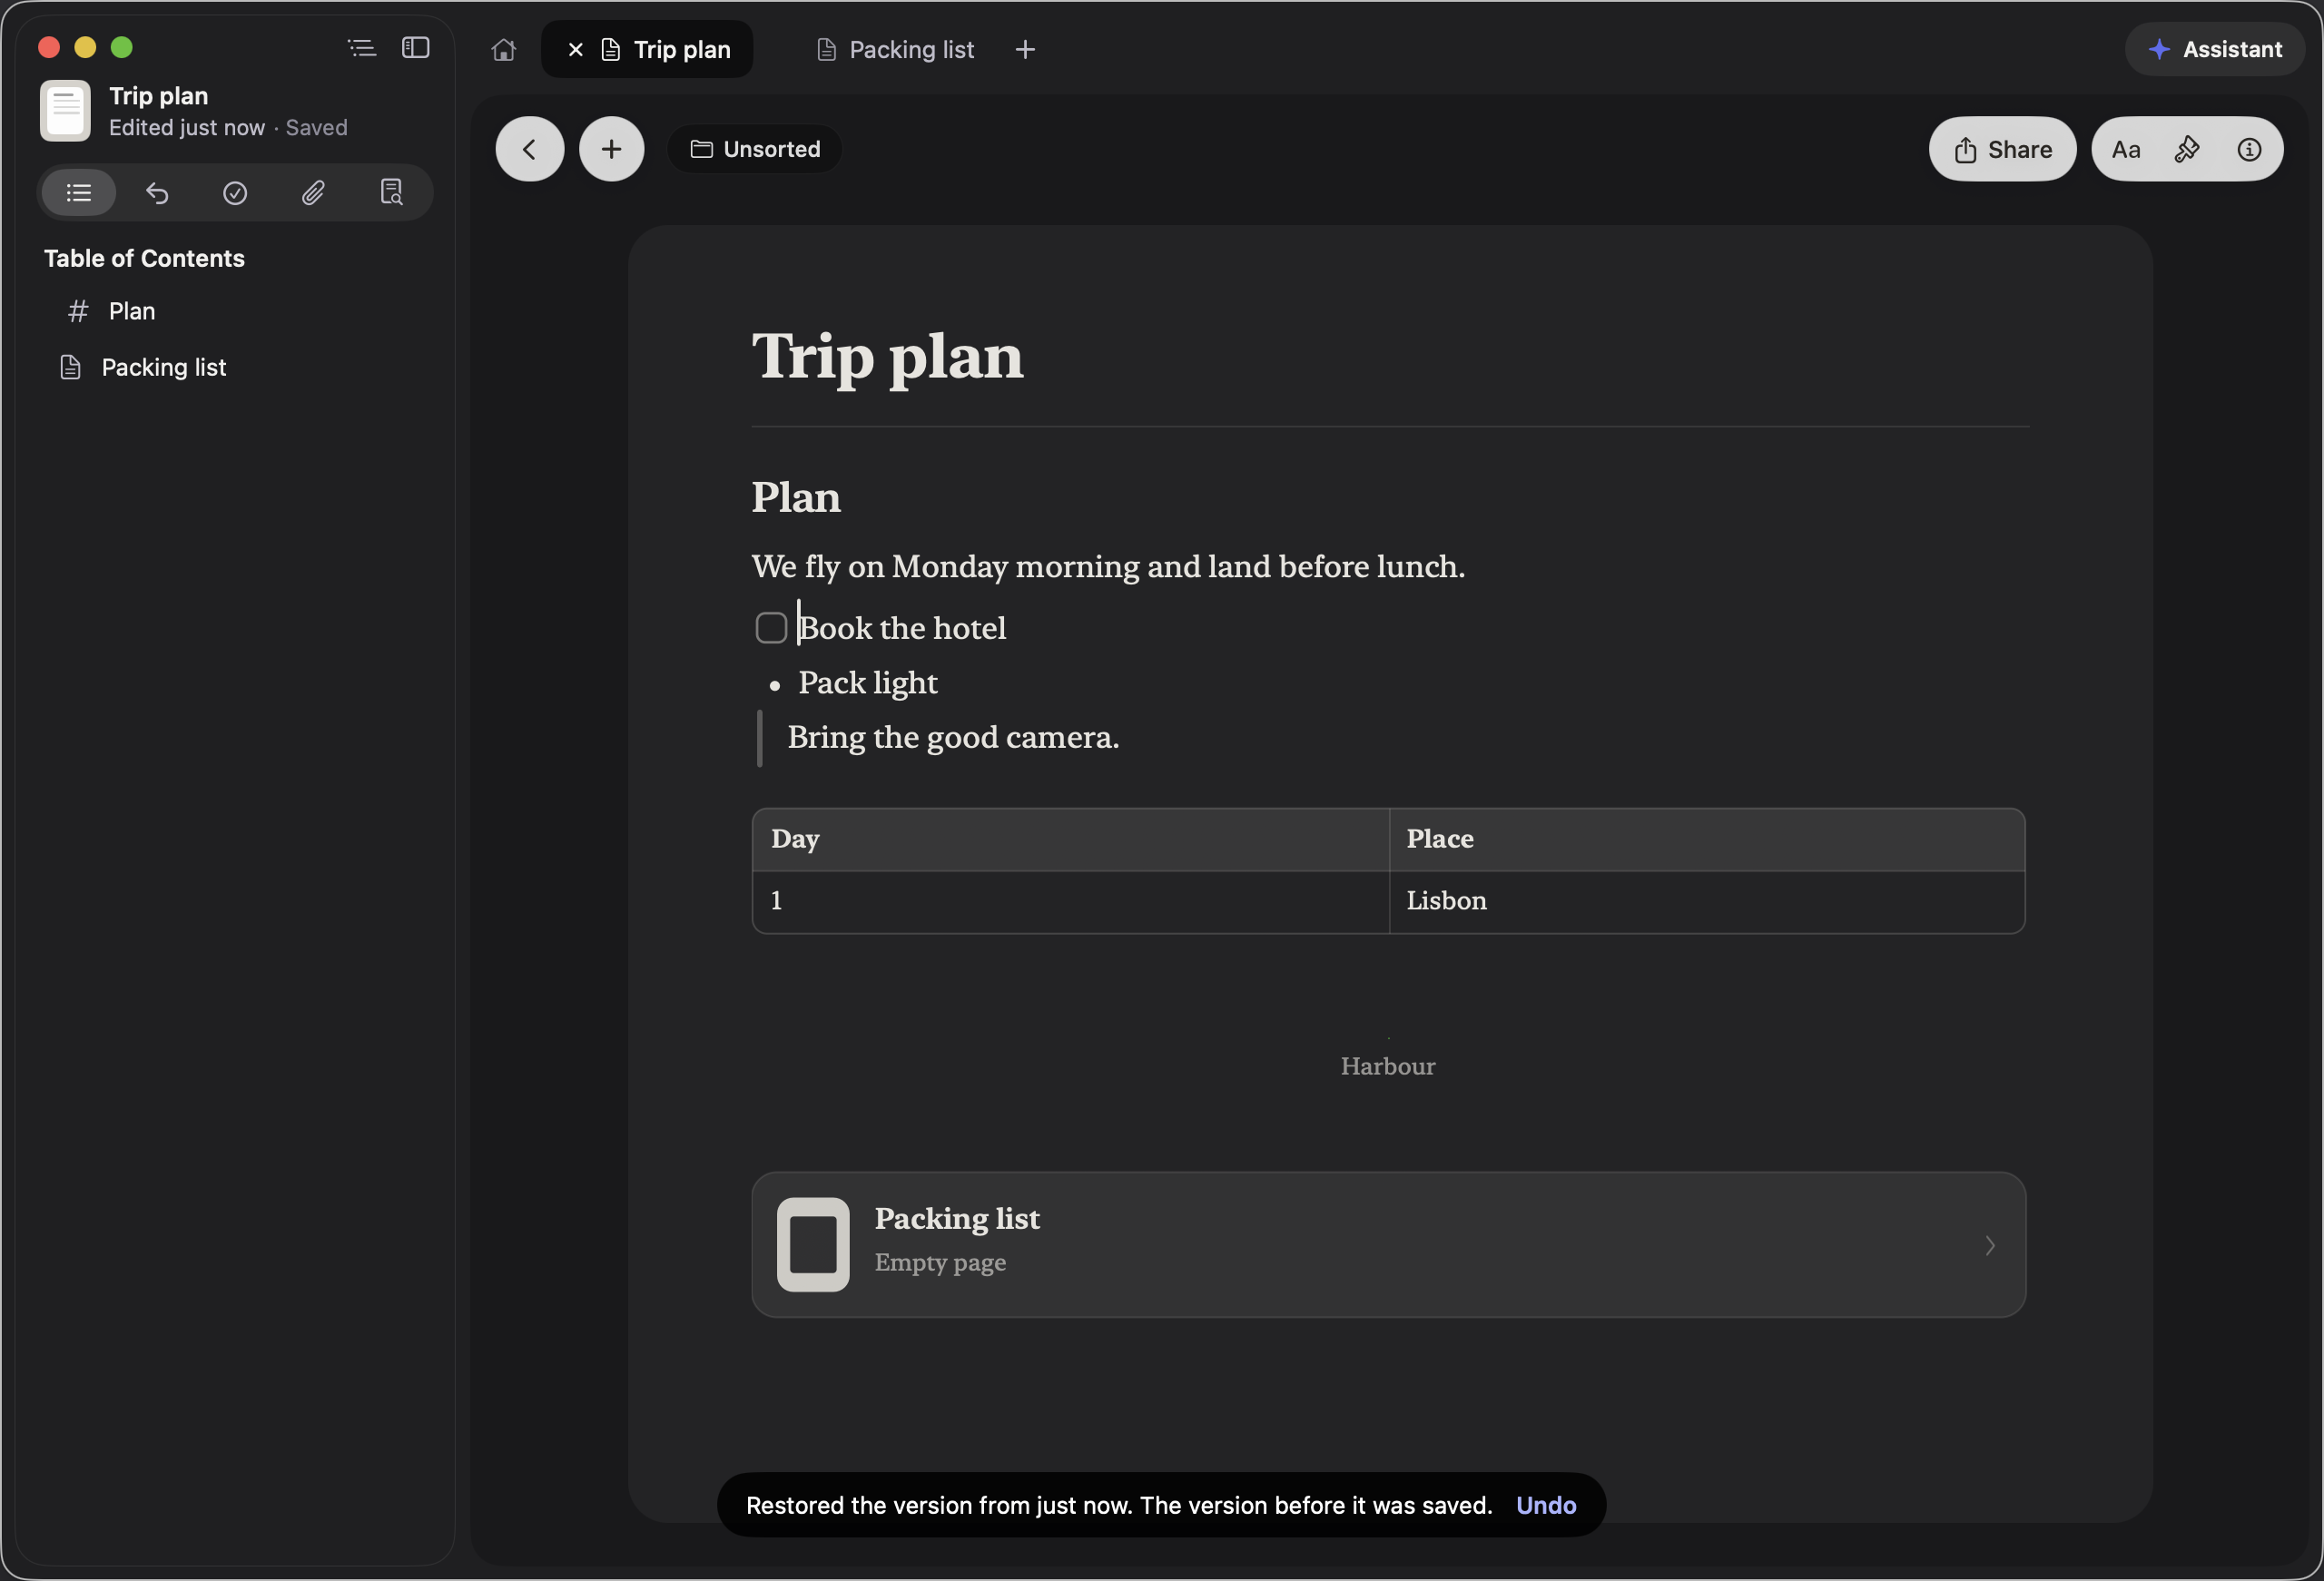 Trip plan
Edited just now · Saved
Table of Contents
# Plan
Packing list
Trip plan
Packing list
Assistant
Unsorted
Share
Aa
Trip plan
Plan
We fly on Monday morning and land before lunch.
Book the hotel
• Pack light
Bring the good camera.
Day Place
1 Lisbon
Harbour
Packing list
Empty page
Restored the version from just now. The version before it was saved. Undo